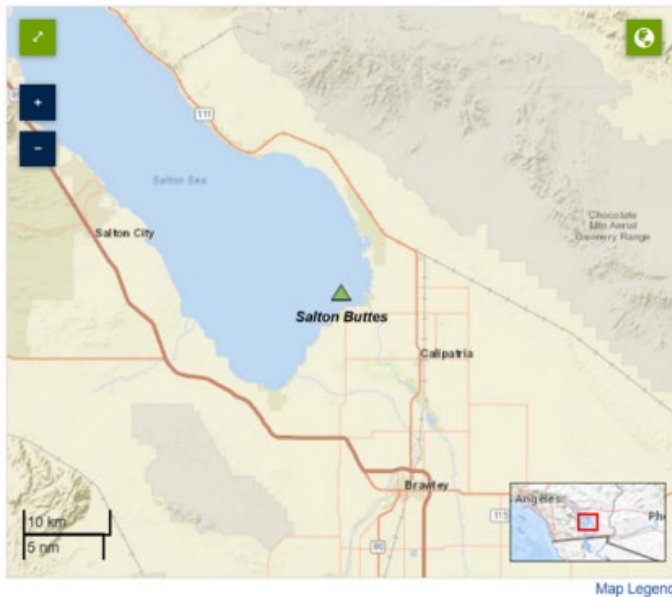 +
−
111
Salton Sea
Salton City
Chocolate
Mtn Aerial
Gunnery Range
Salton Buttes
Calipatria
Brawley
115
86
10 km
5 nm
Angeles
Map Legend